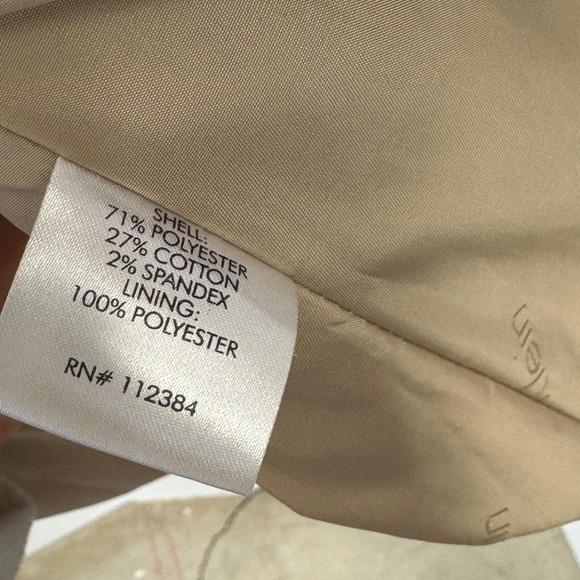 SHELL:
71% POLYESTER
27% COTTON
2% SPANDEX
LINING:
100% POLYESTER
RN# 112384